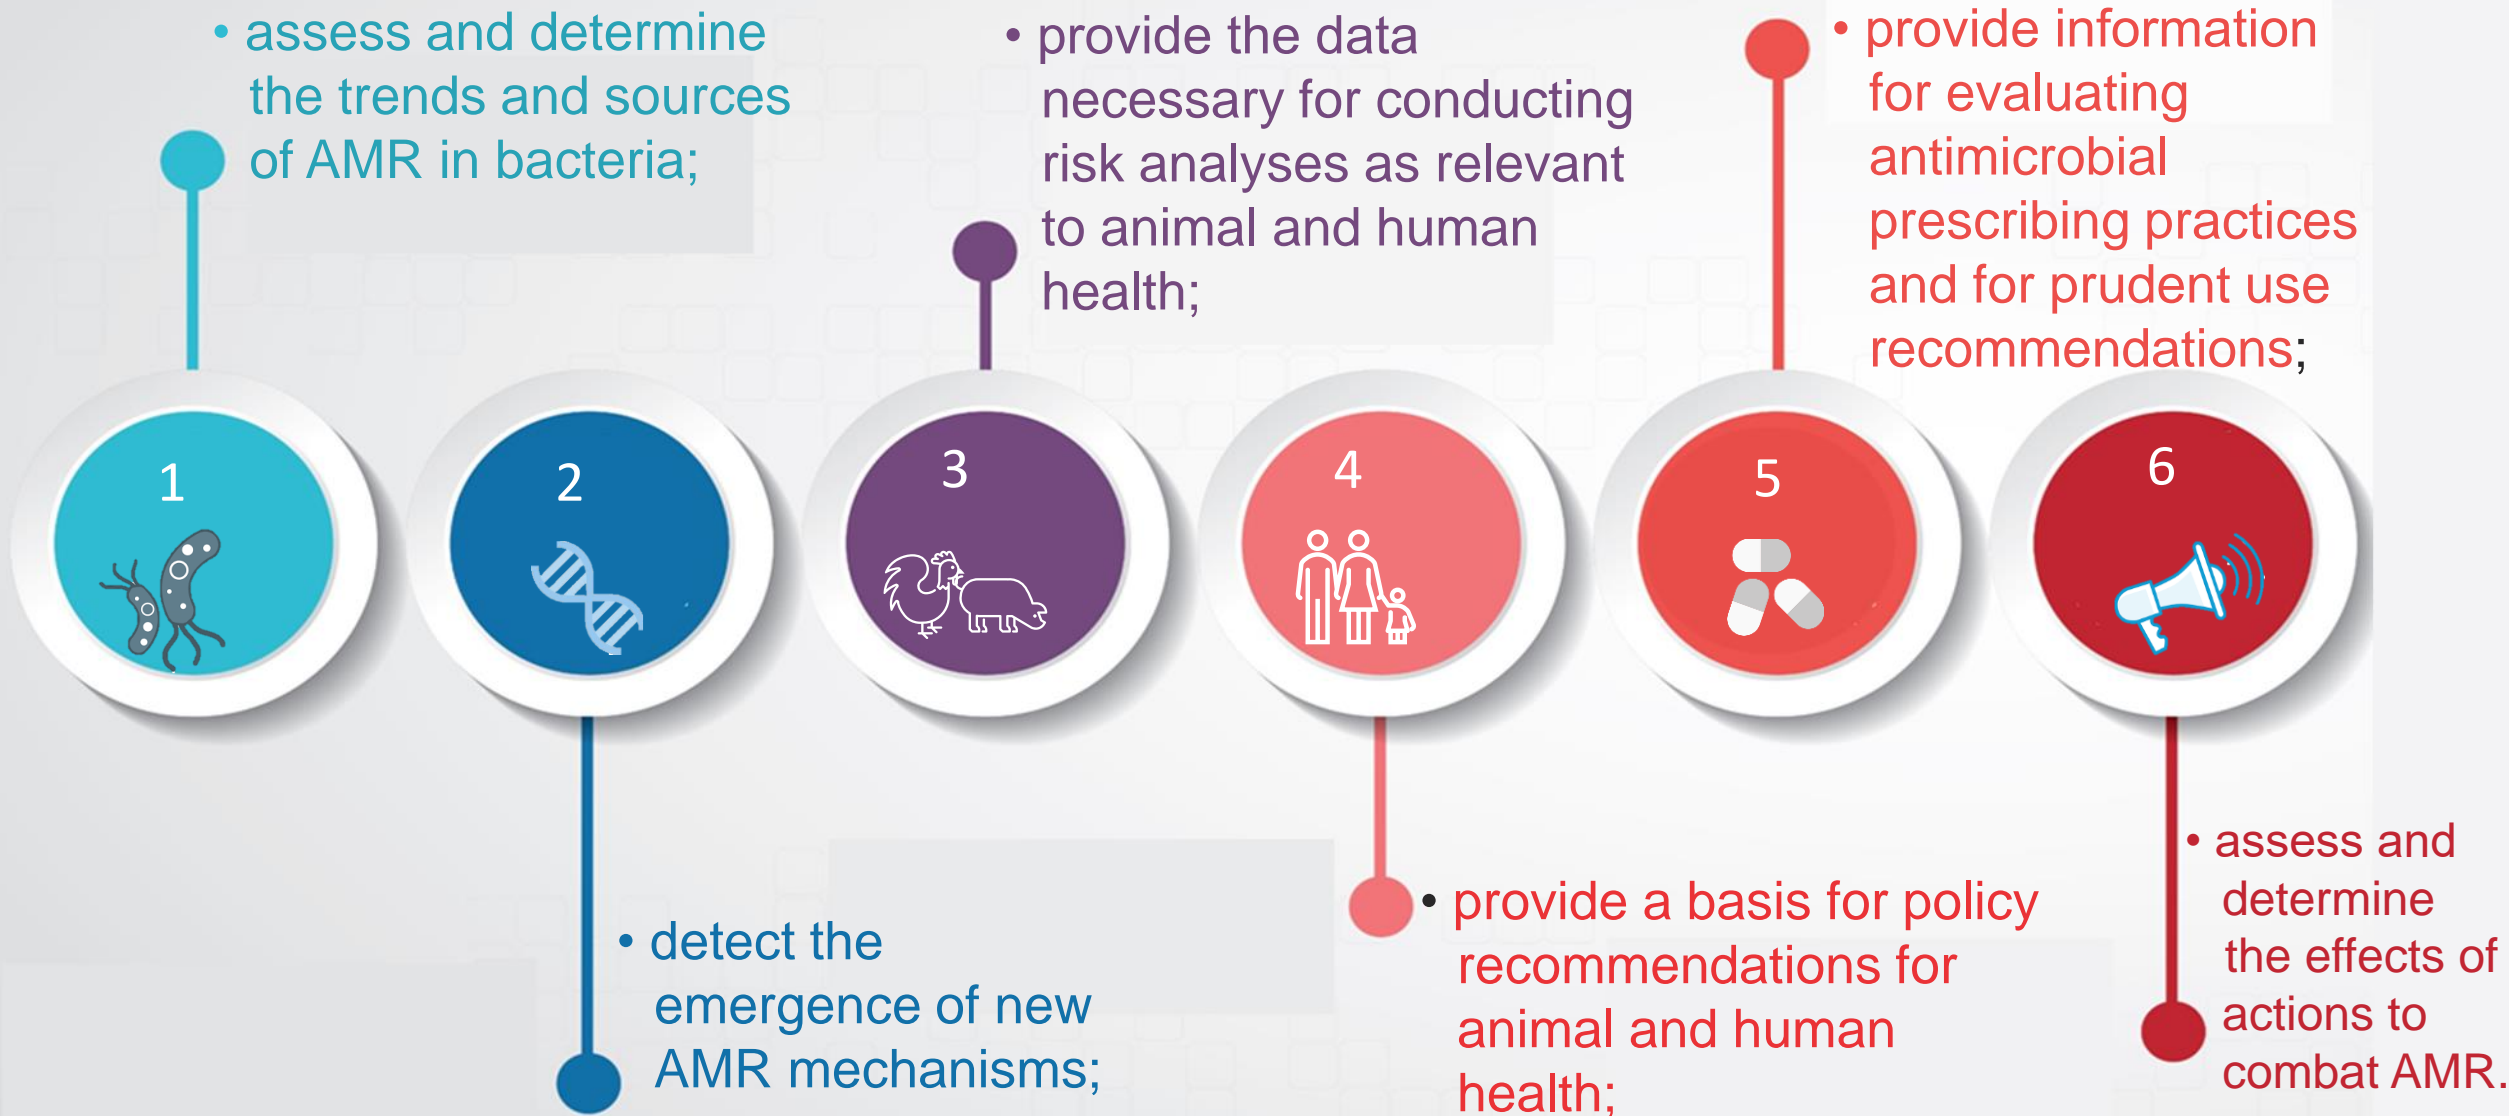 • assess and determine
the trends and sources
of AMR in bacteria;
• provide the data
necessary for conducting
risk analyses as relevant
to animal and human
health;
• provide information
for evaluating
antimicrobial
prescribing practices
and for prudent use
recommendations;
1
2
3
4
5
6
• detect the
emergence of new
AMR mechanisms;
• provide a basis for policy
recommendations for
animal and human
health;
• assess and
determine
the effects of
actions to
combat AMR.